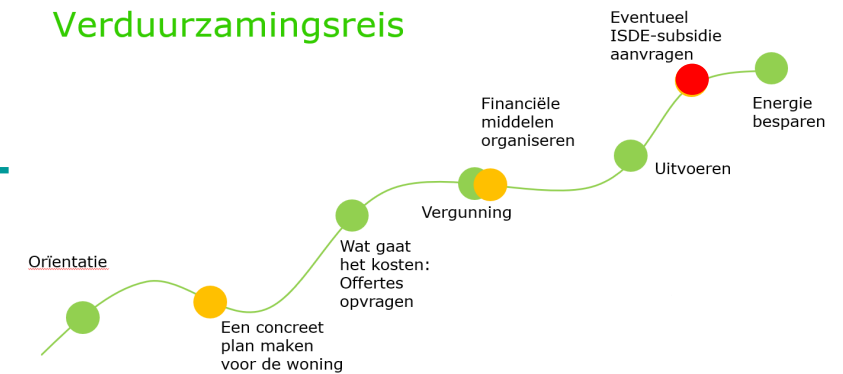 Verduurzamingsreis
Orïentatie
Een concreet
plan maken
voor de woning
Wat gaat
het kosten:
Offertes
opvragen
Vergunning
Financiële
middelen
organiseren
Uitvoeren
Eventueel
ISDE-subsidie
aanvragen
Energie
besparen